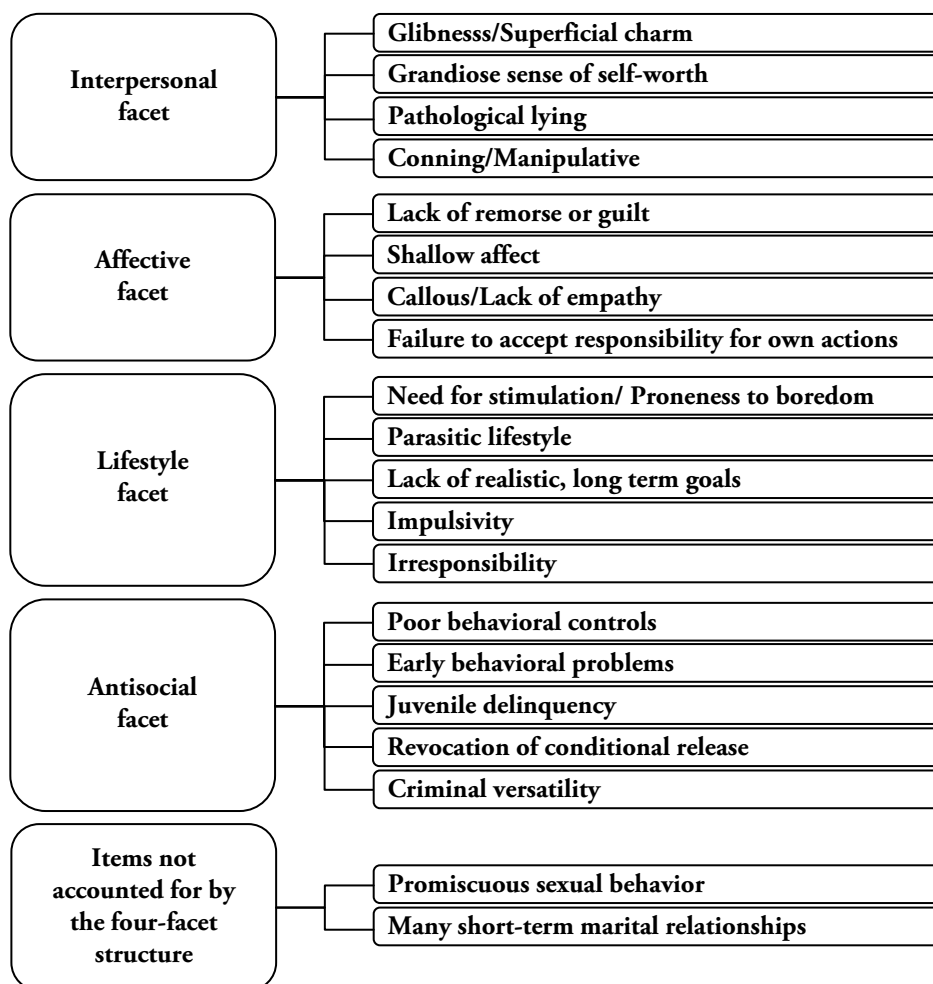 Interpersonal
facet
Glibnesss/Superficial charm
Grandiose sense of self-worth
Pathological lying
Conning/Manipulative
Affective
facet
Lack of remorse or guilt
Shallow affect
Callous/Lack of empathy
Failure to accept responsibility for own actions
Lifestyle
facet
Need for stimulation/ Proneness to boredom
Parasitic lifestyle
Lack of realistic, long term goals
Impulsivity
Irresponsibility
Antisocial
facet
Poor behavioral controls
Early behavioral problems
Juvenile delinquency
Revocation of conditional release
Criminal versatility
Items not
accounted for by
the four-facet
structure
Promiscuous sexual behavior
Many short-term marital relationships